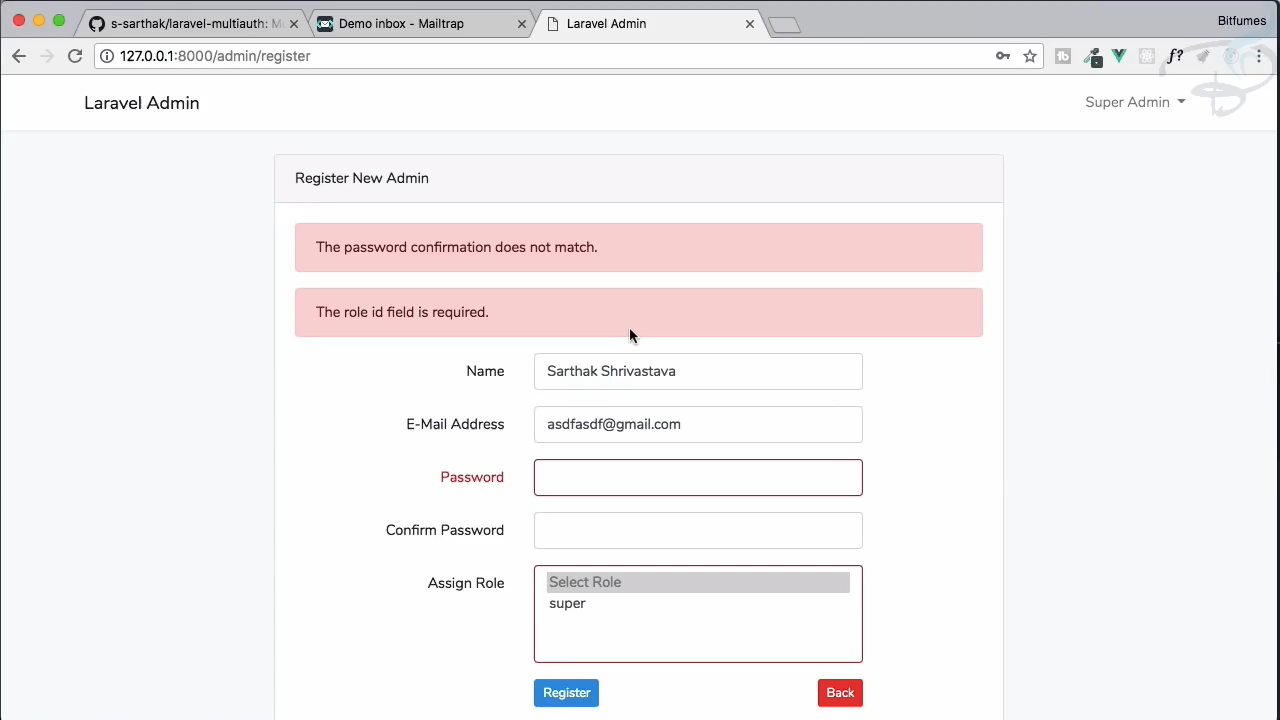 s-sarthak/laravel-multiauth: M
Demo inbox - Mailtrap
Laravel Admin
Bitfumes
127.0.0.1:8000/admin/register
f?
Laravel Admin
Super Admin
Register New Admin
The password confirmation does not match.
The role id field is required.
Name
Sarthak Shrivastava
E-Mail Address
asdfasdf@gmail.com
Password
Confirm Password
Assign Role
Select Role
super
Register
Back